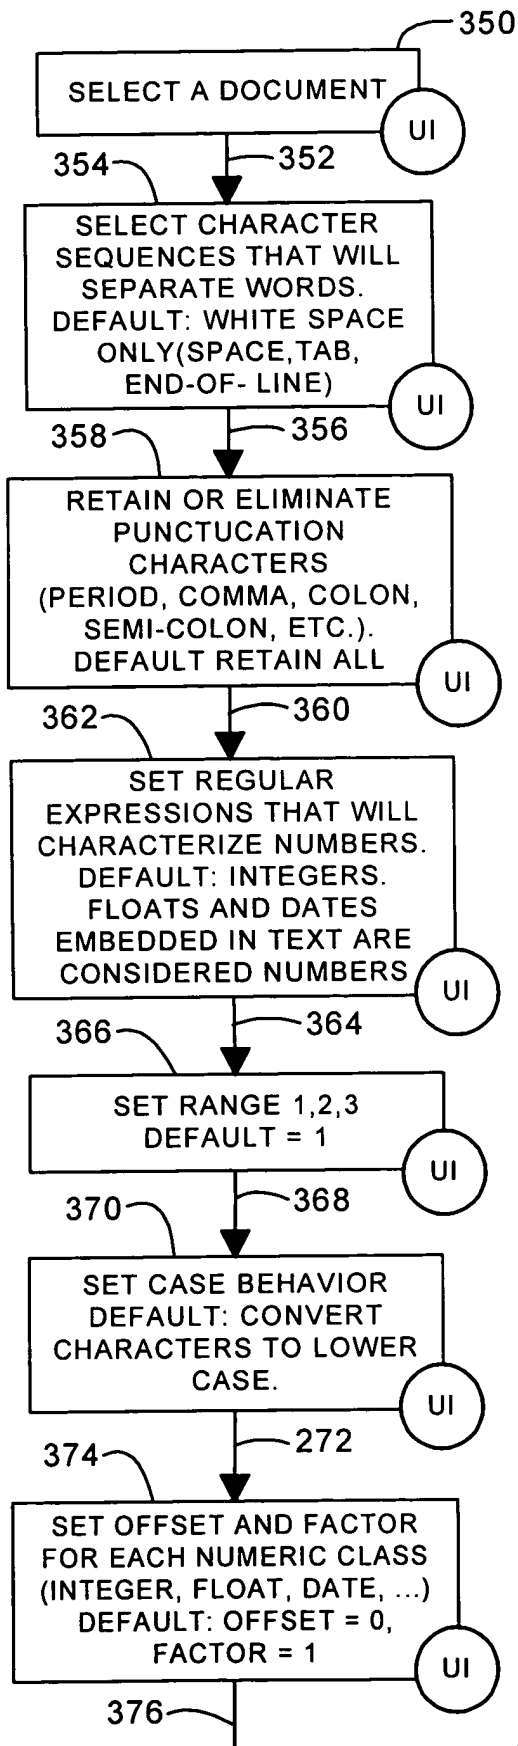 350
SELECT A DOCUMENT
UI
352
354
SELECT CHARACTER
SEQUENCES THAT WILL
SEPARATE WORDS.
DEFAULT: WHITE SPACE
ONLY(SPACE,TAB,
END-OF- LINE)
UI
356
358
RETAIN OR ELIMINATE
PUNCTUCATION
CHARACTERS
(PERIOD, COMMA, COLON,
SEMI-COLON, ETC.).
DEFAULT RETAIN ALL
UI
360
362
SET REGULAR
EXPRESSIONS THAT WILL
CHARACTERIZE NUMBERS.
DEFAULT: INTEGERS.
FLOATS AND DATES
EMBEDDED IN TEXT ARE
CONSIDERED NUMBERS
UI
364
366
SET RANGE 1,2,3
DEFAULT = 1
UI
368
370
SET CASE BEHAVIOR
DEFAULT: CONVERT
CHARACTERS TO LOWER
CASE.
UI
272
374
SET OFFSET AND FACTOR
FOR EACH NUMERIC CLASS
(INTEGER, FLOAT, DATE, ...)
DEFAULT: OFFSET = 0,
FACTOR = 1
UI
376